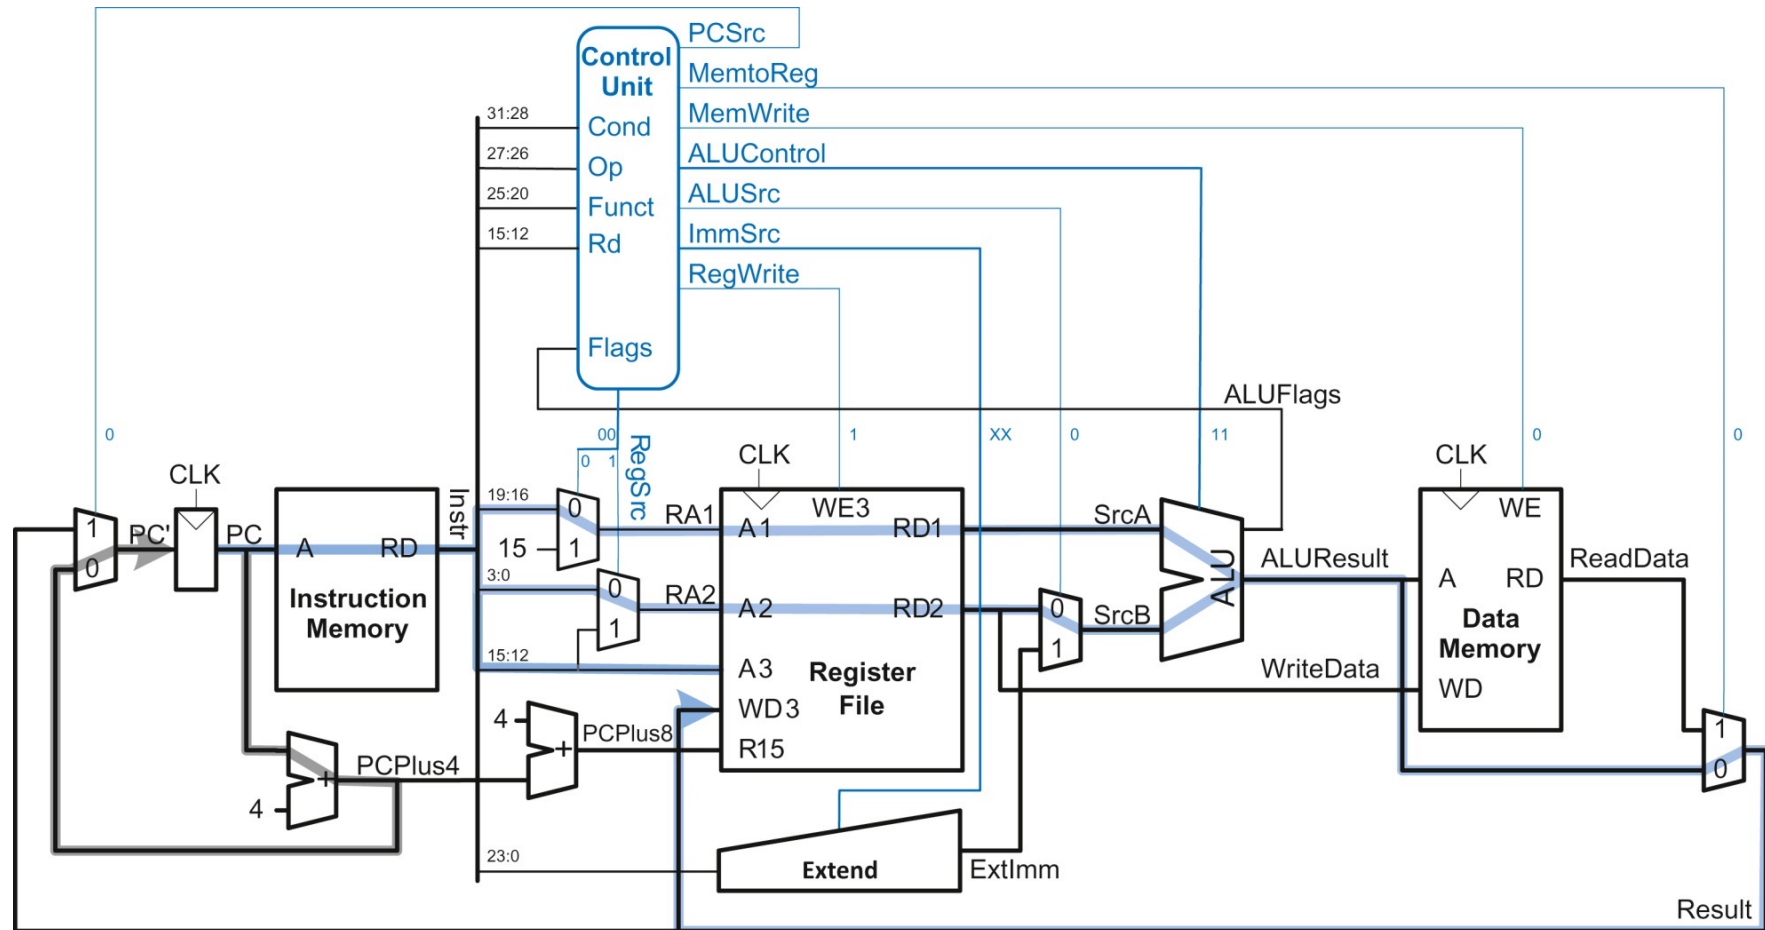 PCSrc
Control
Unit
MemtoReg
31:28
Cond
MemWrite
27:26
Op
ALUControl
25:20
Funct
ALUSrc
15:12
Rd
ImmSrc
RegWrite
Flags
ALUFlags
0
00
RegSrc
1
XX
0
11
0
0
0 1
CLK
CLK
CLK
Instr
19:16
0
RA1
A1
WE3
RD1
SrcA
ALU
WE
1
PC'
PC
A
RD
15
1
ALUResult
A
RD
ReadData
0
3:0
0
RA2
A2
RD2
0
SrcB
Instruction
Memory
1
1
Data
Memory
15:12
A3
Register
File
WriteData
WD
4
WD3
1
+
PCPlus8
R15
0
PCPlus4
+
4
23:0
Extend
ExtImm
Result